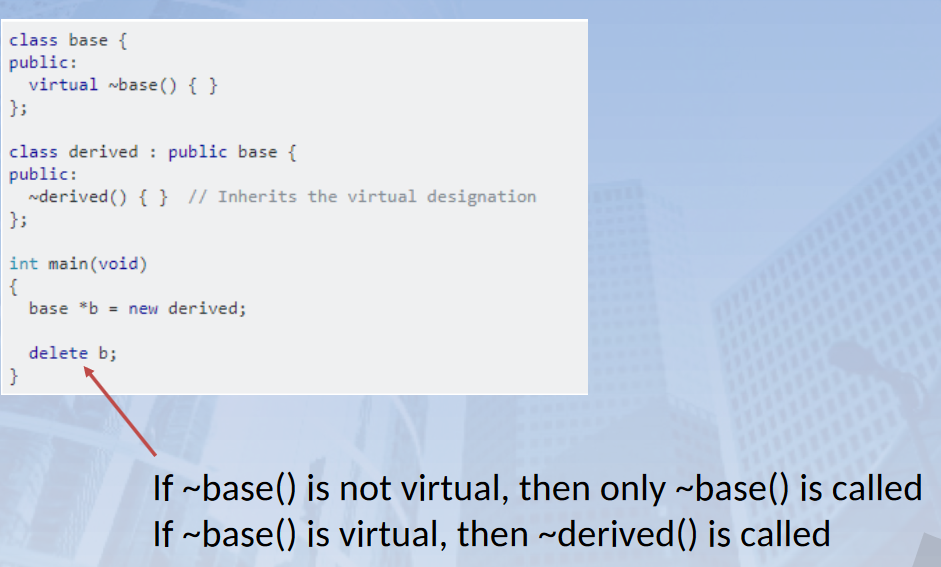 class base {
public:
  virtual ~base() { }
};
class derived : public base {
public:
  ~derived() { }  // Inherits the virtual designation
};
int main(void)
{
  base *b = new derived;
  delete b;
}
If ~base() is not virtual, then only ~base() is called
If ~base() is virtual, then ~derived() is called